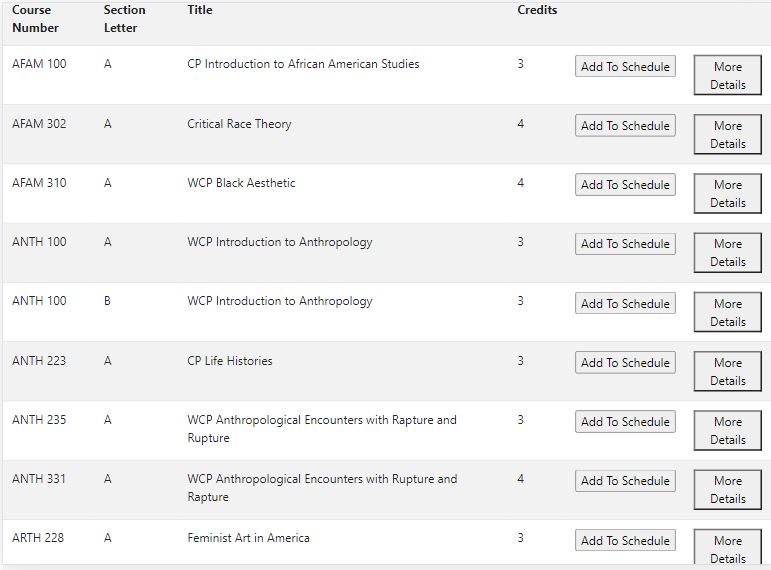 Course Number Section Letter Title Credits
AFAM 100 A CP Introduction to African American Studies 3 Add To Schedule More Details
AFAM 302 A Critical Race Theory 4 Add To Schedule More Details
AFAM 310 A WCP Black Aesthetic 4 Add To Schedule More Details
ANTH 100 A WCP Introduction to Anthropology 3 Add To Schedule More Details
ANTH 100 B WCP Introduction to Anthropology 3 Add To Schedule More Details
ANTH 223 A CP Life Histories 3 Add To Schedule More Details
ANTH 235 A WCP Anthropological Encounters with Rapture and Rupture 3 Add To Schedule More Details
ANTH 331 A WCP Anthropological Encounters with Rupture and Rapture 4 Add To Schedule More Details
ARTH 228 A Feminist Art in America 3 Add To Schedule More Details